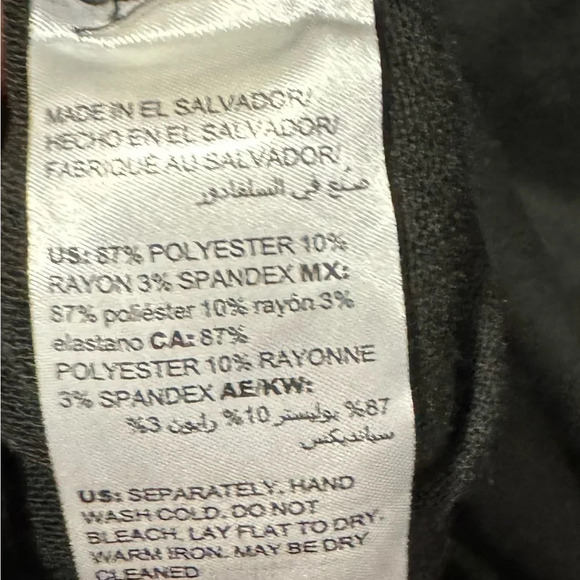 MADE IN EL SALVADOR/
HECHO EN EL SALVADOR/
FABRIQUE AU SALVADOR/
صنع في السلفادور
US: 87% POLYESTER 10%
RAYON 3% SPANDEX MX:
87% poliéster 10% rayón 3%
elastano CA: 87%
POLYESTER 10% RAYONNE
3% SPANDEX AE/KW:
87% بوليستر 10% رايون 3%
سباندیكس
US: SEPARATELY. HAND
WASH COLD. DO NOT
BLEACH. LAY FLAT TO DRY.
WARM IRON. MAY BE DRY
CLEANED